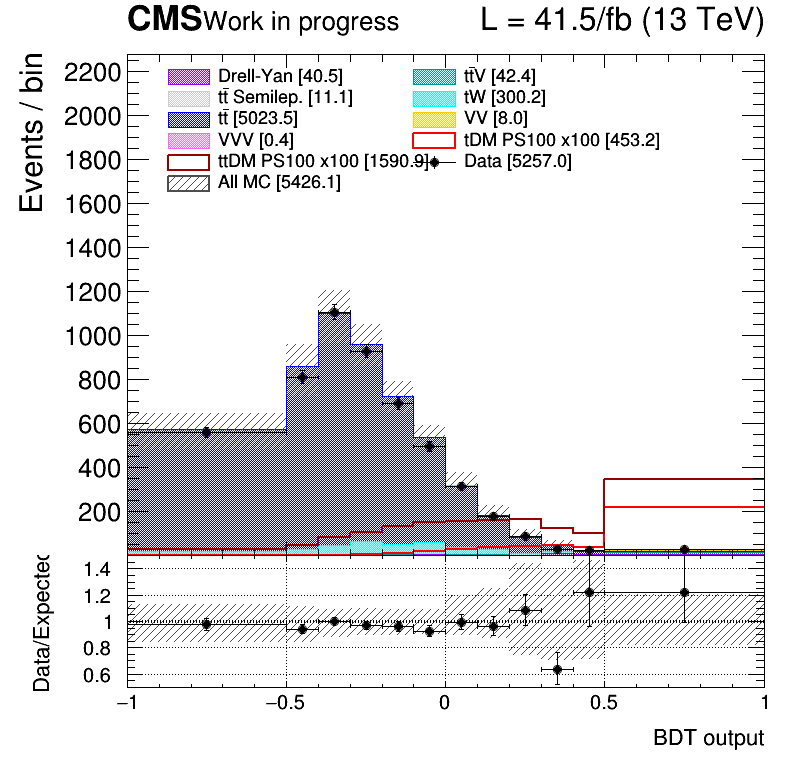 CMS Work in progress L = 41.5/fb (13 TeV)
Events / bin
2200
2000
1800
1600
1400
1200
1000
800
600
400
200
Drell-Yan [40.5] tt̄V [42.4]
tt̄ Semilep. [11.1] tW [300.2]
tt̄ [5023.5] VV [8.0]
VVV [0.4] tDM PS100 x100 [453.2]
ttDM PS100 x100 [1590.9] Data [5257.0]
All MC [5426.1]
Data/Expected
1.4
1.2
1
0.8
0.6
−1 −0.5 0 0.5 1
BDT output